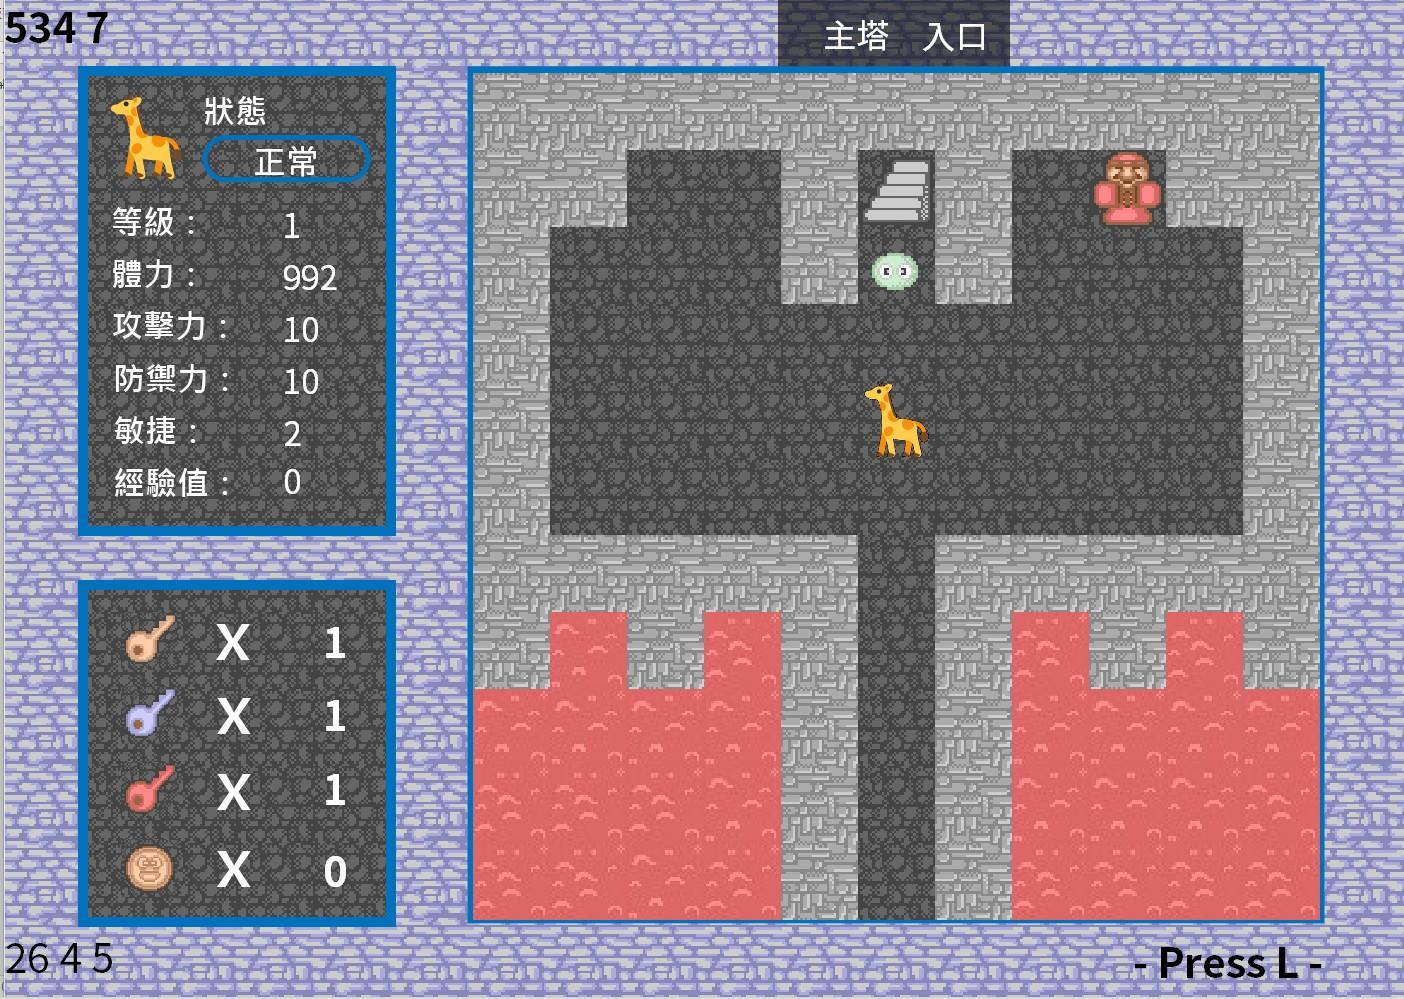 534 7
主塔 入口
狀態
正常
等級： 1
體力： 992
攻擊力： 10
防禦力： 10
敏捷： 2
經驗值： 0
X 1
X 1
X 1
X 0
26 4 5
- Press L -